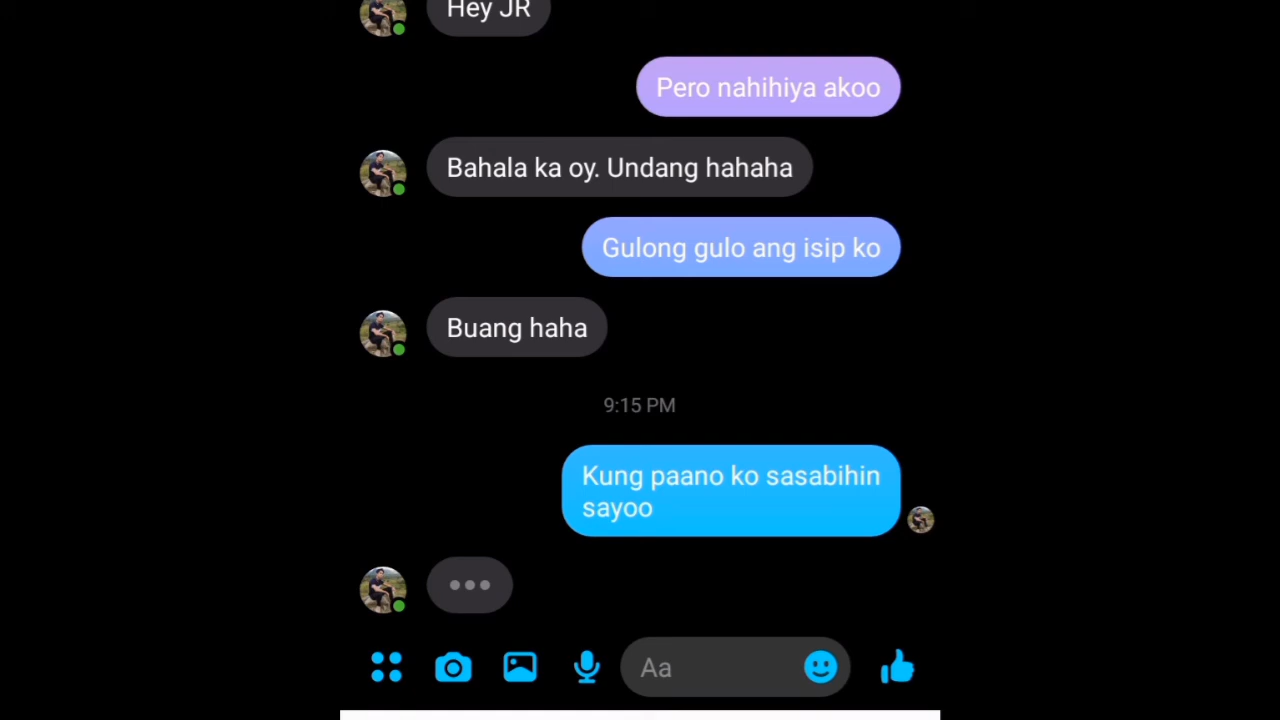 Hey JR
Pero nahihiya akoo
Bahala ka oy. Undang hahaha
Gulong gulo ang isip ko
Buang haha
9:15 PM
Kung paano ko sasabihin
sayoo
Aa